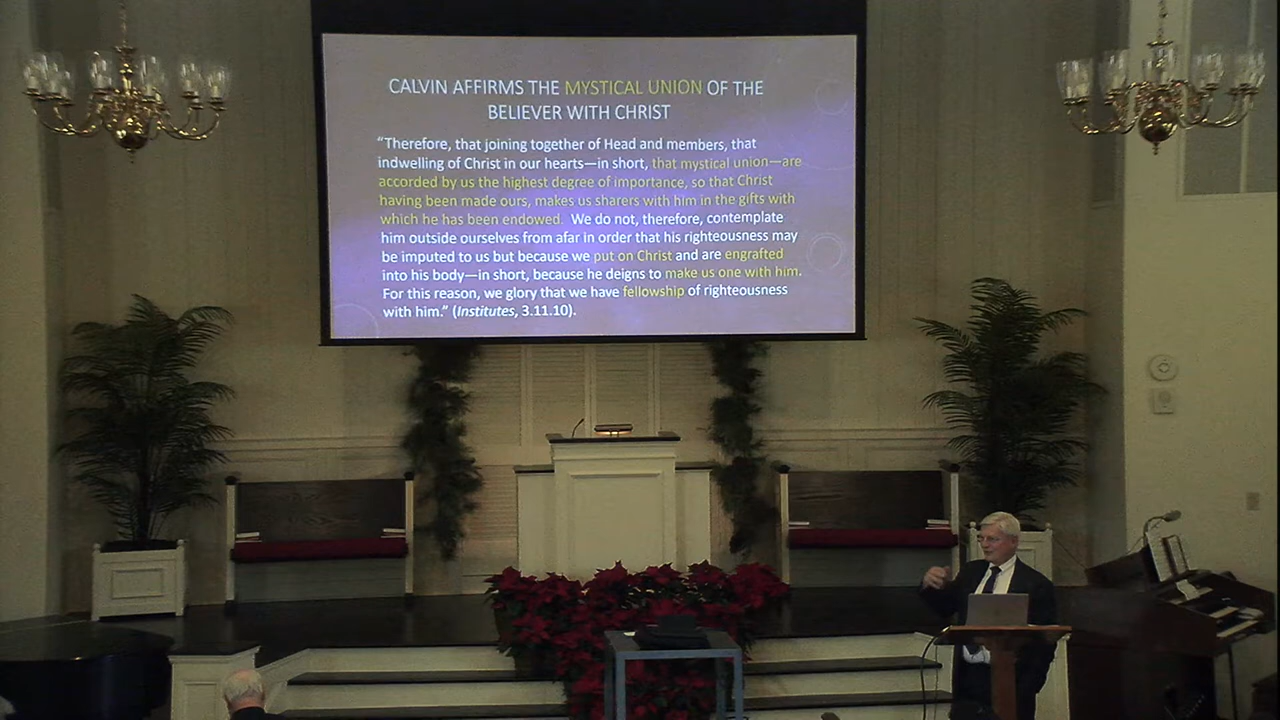 CALVIN AFFIRMS THE MYSTICAL UNION OF THE
BELIEVER WITH CHRIST
“Therefore, that joining together of Head and members, that
indwelling of Christ in our hearts—in short, that mystical union—are
accorded by us the highest degree of importance, so that Christ
having been made ours, makes us sharers with him in the gifts with
which he has been endowed. We do not, therefore, contemplate
him outside ourselves from afar in order that his righteousness may
be imputed to us but because we put on Christ and are engrafted
into his body—in short, because he deigns to make us one with him.
For this reason, we glory that we have fellowship of righteousness
with him.” (Institutes, 3.11.10).